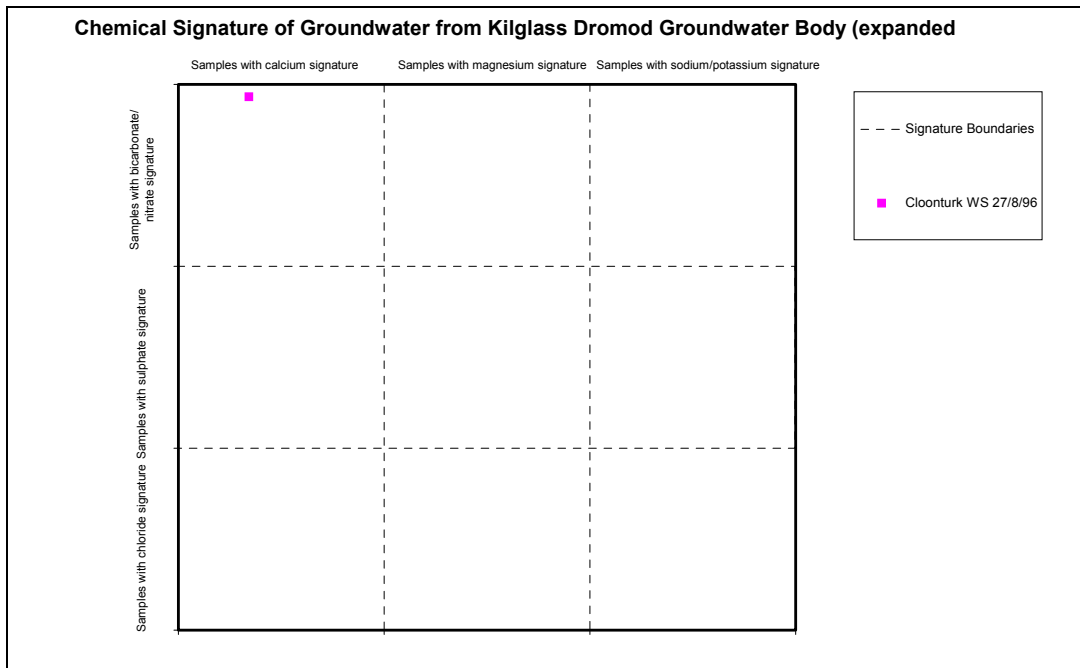 Chemical Signature of Groundwater from Kilglass Dromod Groundwater Body (expanded
Samples with calcium signature
Samples with magnesium signature
Samples with sodium/potassium signature
Samples with bicarbonate/
nitrate signature
Samples with sulphate signature
Samples with chloride signature
Signature Boundaries
Cloonturk WS 27/8/96